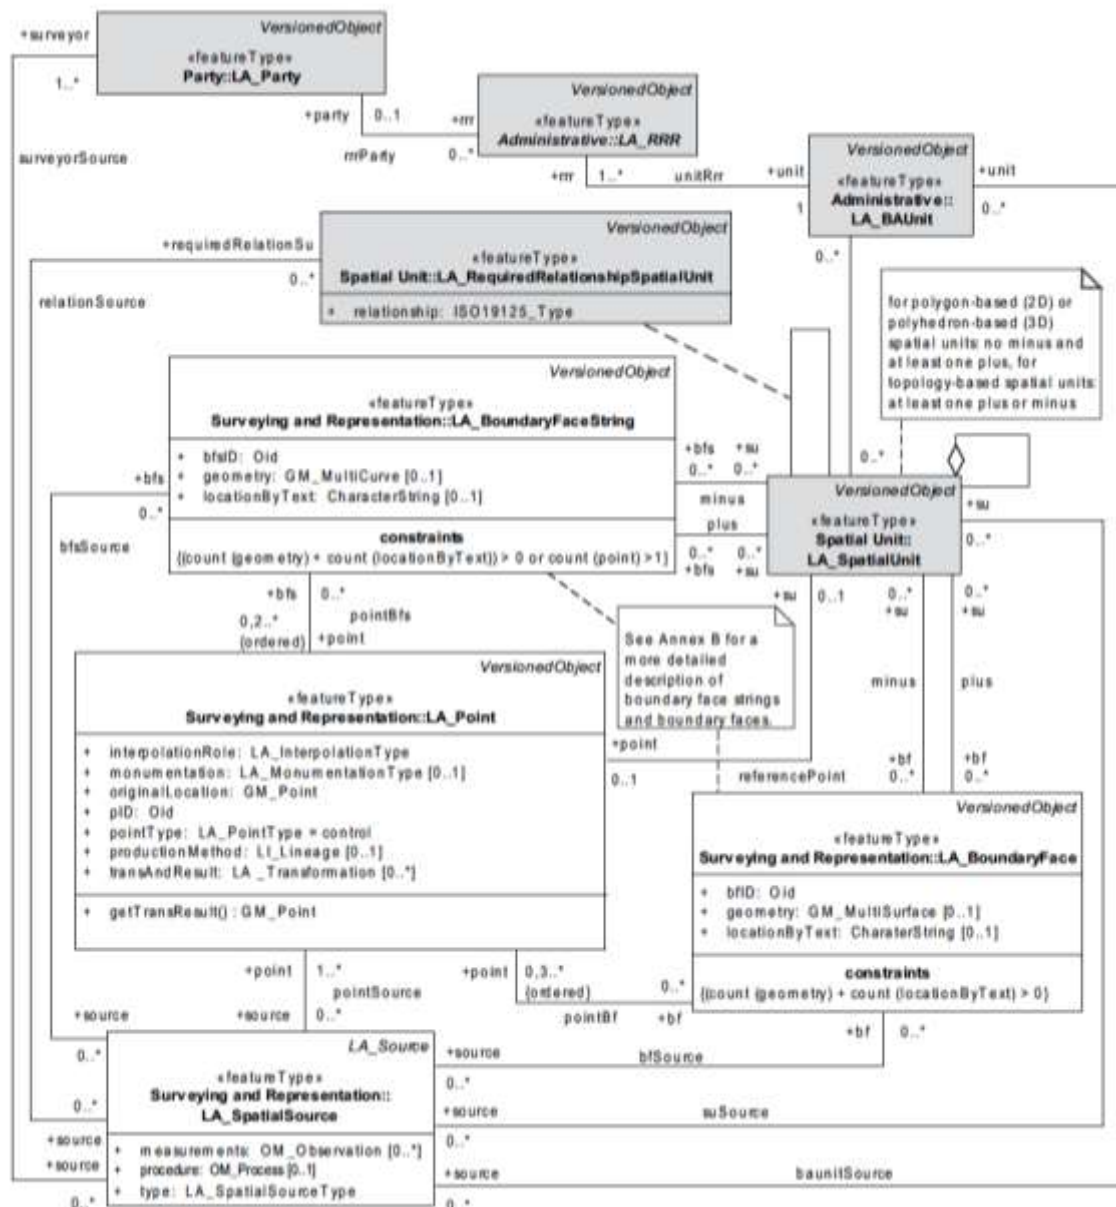 VersionedObject
+surveyor
«featureType»
Party::LA_Party
1..*
VersionedObject
+party
0..1
+rrr
«featureType»
Administrative::LA_RRR
surveyorSource
rrrParty
0..*
VersionedObject
+rrr
1..*
unitRrr
+unit
+unit
«featureType»
Administrative::
LA_BAUnit
1
0..*
VersionedObject
+requiredRelationSu
0..*
«featureType»
0..*
Spatial Unit::LA_RequiredRelationshipSpatialUnit
relationSource
+ relationship: ISO19125_Type
for polygon-based (2D) or
polyhedron-based (3D)
spatial units: no minus and
at least one plus, for
topology-based spatial units:
at least one plus or minus
VersionedObject
«featureType»
Surveying and Representation::LA_BoundaryFaceString
+ bfsID: Oid
+ geometry: GM_MultiCurve [0..1]
+ locationByText: CharacterString [0..1]
constraints
{(count (geometry) + count (locationByText)) > 0 or count (point) >1]
+bfs
0..*
bfsSource
+bfs
+su
0..*
0..*
minus
plus
0..*
0..*
+bfs
+su
0..*
VersionedObject
«featureType»
Spatial Unit::
LA_SpatialUnit
+su
0..*
+bfs
0..*
pointBfs
0,2..*
(ordered)
+point
+su
0..1
0..*
+su
0..*
+su
See Annex B for a
more detailed
description of
boundary face strings
and boundary faces.
minus
plus
VersionedObject
«featureType»
Surveying and Representation::LA_Point
+ interpolationRole: LA_InterpolationType
+ monumentation: LA_MonumentationType [0..1]
+ originalLocation: GM_Point
+ pID: Oid
+ pointType: LA_PointType = control
+ productionMethod: LI_Lineage [0..1]
+ transAndResult: LA _Transformation [0..*]
+ getTransResult() : GM_Point
+point
0..1
referencePoint
+bf
0..*
+bf
0..*
VersionedObject
«featureType»
Surveying and Representation::LA_BoundaryFace
+ bfID: Oid
+ geometry: GM_MultiSurface [0..1]
+ locationByText: CharaterString [0..1]
constraints
{(count (geometry) + count (locationByText) > 0}
+point
1..*
pointSource
+source
0..*
+point
0,3..*
(ordered)
pointBf
0..*
+bf
+bf
0..*
+source
0..*
LA_Source
«featureType»
Surveying and Representation::
LA_SpatialSource
+ measurements: OM_Observation [0..*]
+ procedure: OM_Process [0..1]
+ type: LA_SpatialSourceType
0..*
+source
+source
0..*
+source
0..*
bfSource
+source
0..*
suSource
+source
0..*
baunitSource